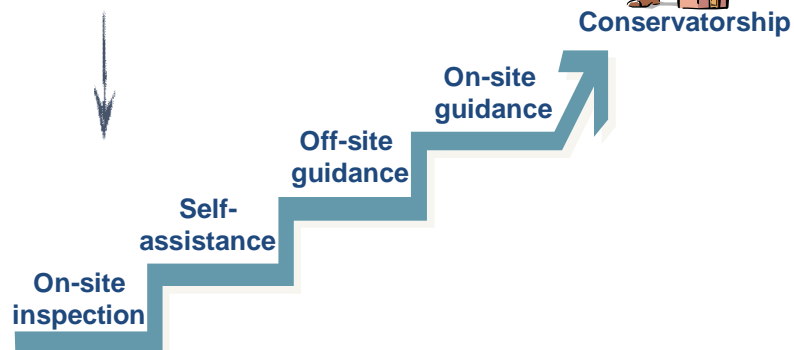 Conservatorship
On-site
guidance
Off-site
guidance
Self-
assistance
On-site
inspection